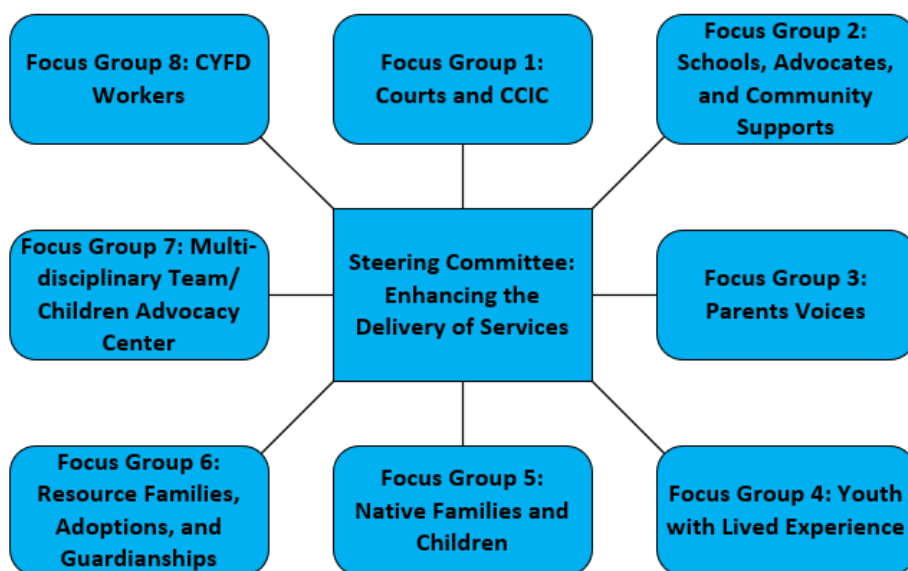 Focus Group 8: CYFD
Workers
Focus Group 1:
Courts and CCIC
Focus Group 2:
Schools, Advocates,
and Community
Supports
Focus Group 7: Multi-
disciplinary Team/
Children Advocacy
Center
Steering Committee:
Enhancing the
Delivery of Services
Focus Group 3:
Parents Voices
Focus Group 6:
Resource Families,
Adoptions, and
Guardianships
Focus Group 5:
Native Families and
Children
Focus Group 4: Youth
with Lived Experience